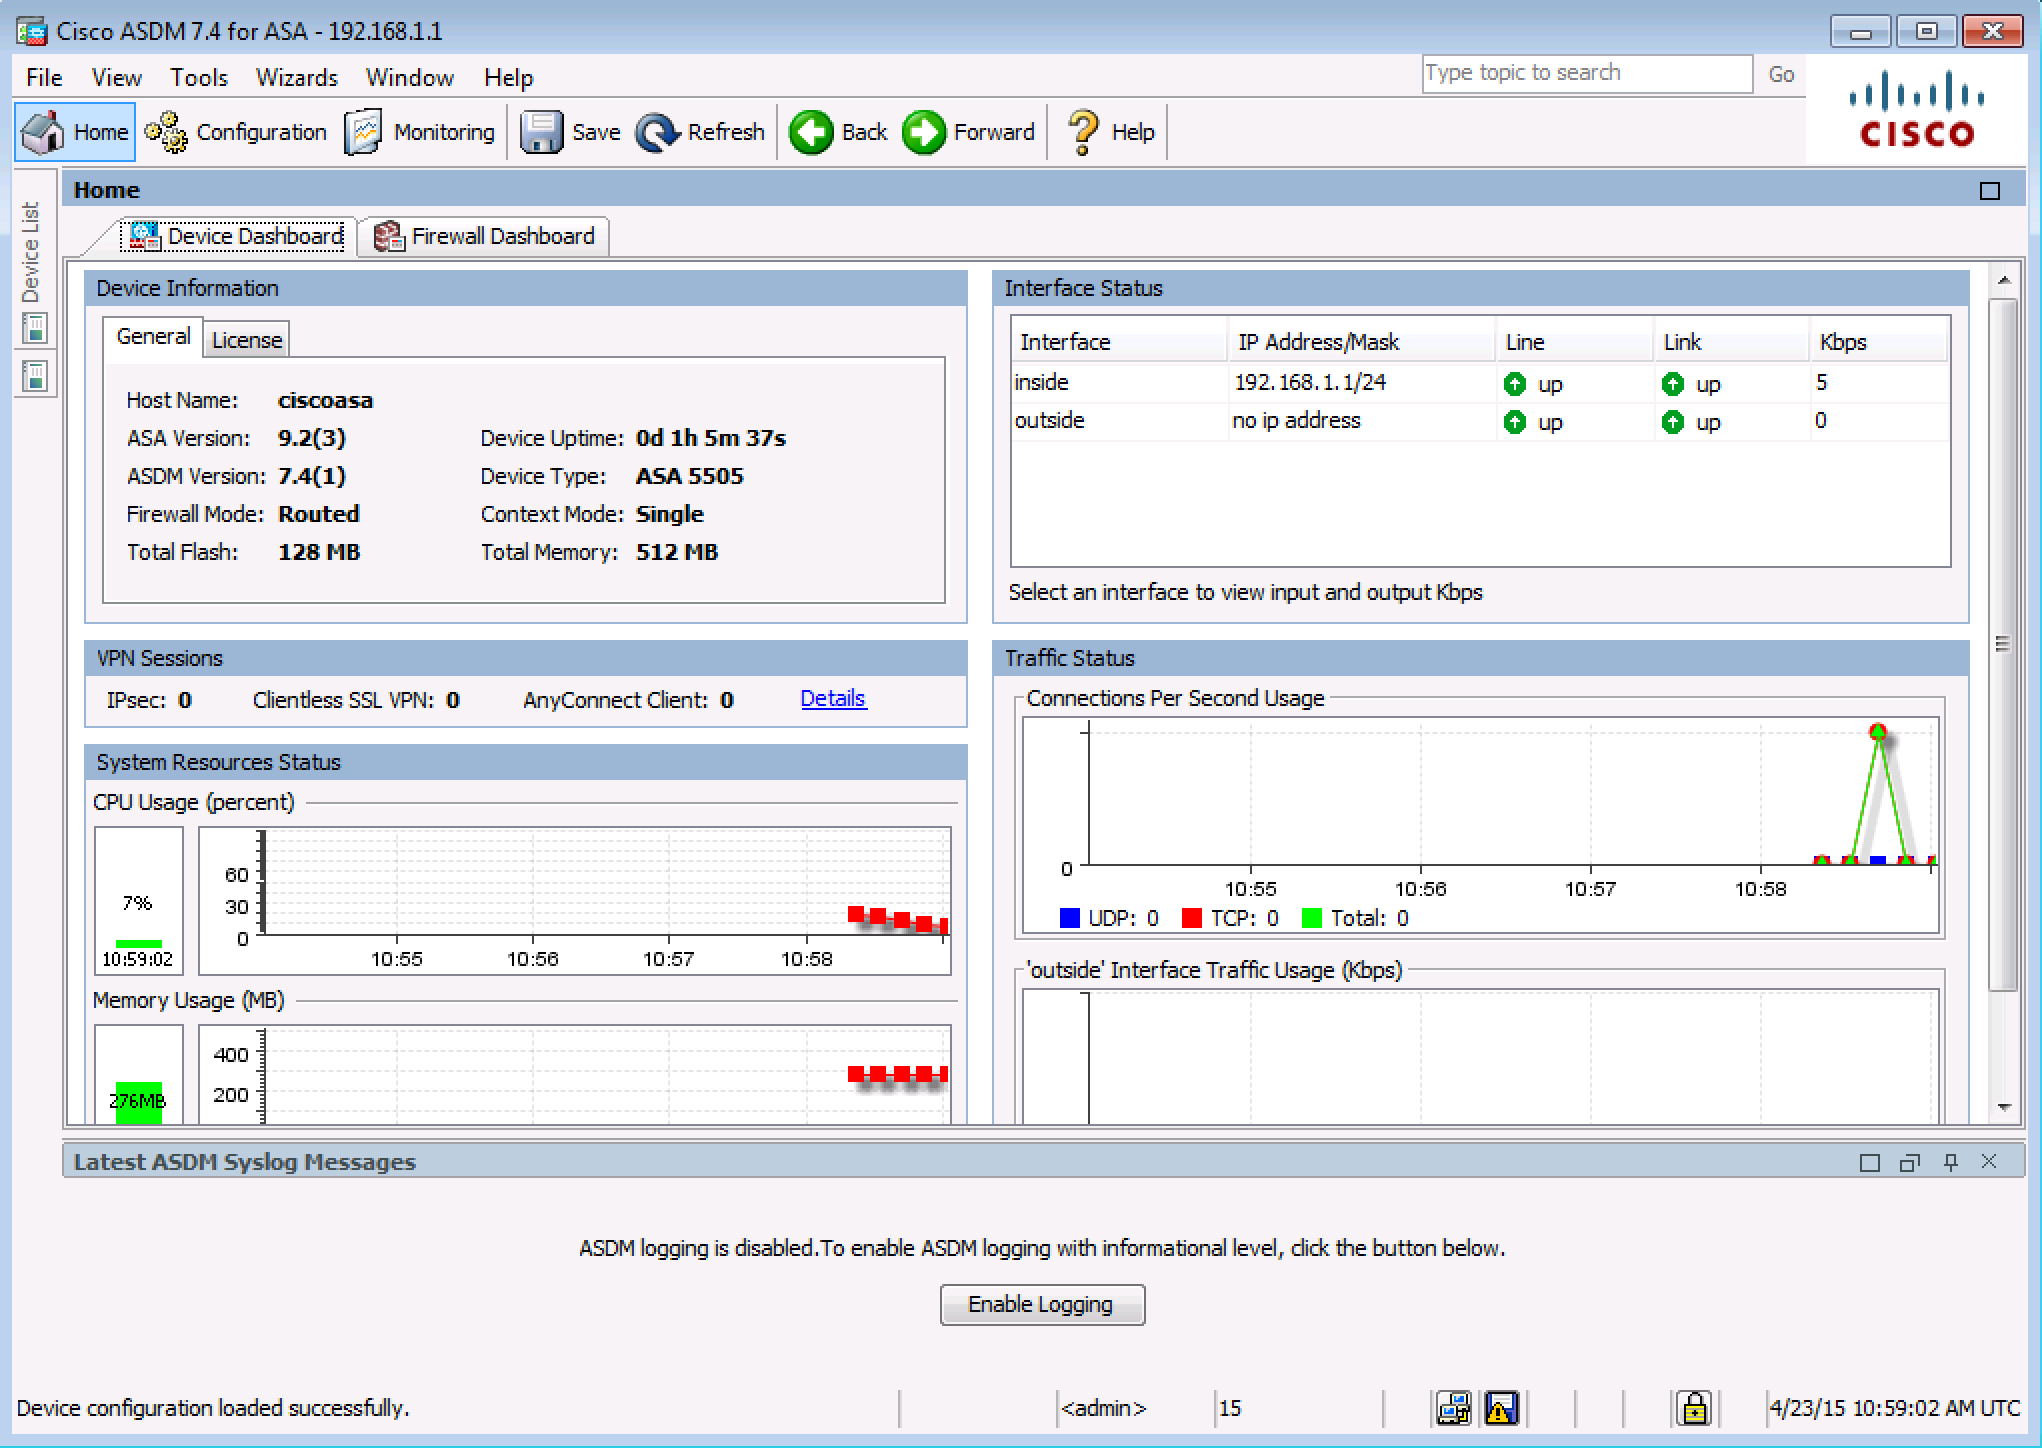 Cisco ASDM 7.4 for ASA - 192.168.1.1
File View Tools Wizards Window Help
Type topic to search Go
CISCO
Home Configuration Monitoring Save Refresh Back Forward Help
Device List
Home
Device Dashboard Firewall Dashboard
Device Information
General License
Host Name: ciscoasa
ASA Version: 9.2(3) Device Uptime: 0d 1h 5m 37s
ASDM Version: 7.4(1) Device Type: ASA 5505
Firewall Mode: Routed Context Mode: Single
Total Flash: 128 MB Total Memory: 512 MB
Interface Status
Interface IP Address/Mask Line Link Kbps
inside 192.168.1.1/24 up up 5
outside no ip address up up 0
Select an interface to view input and output Kbps
VPN Sessions
IPsec: 0 Clientless SSL VPN: 0 AnyConnect Client: 0 Details
System Resources Status
CPU Usage (percent)
7%
10:59:02
60
30
0
10:55 10:56 10:57 10:58
Memory Usage (MB)
276MB
400
200
Traffic Status
Connections Per Second Usage
0
10:55 10:56 10:57 10:58
UDP: 0 TCP: 0 Total: 0
'outside' Interface Traffic Usage (Kbps)
Latest ASDM Syslog Messages
ASDM logging is disabled.To enable ASDM logging with informational level, click the button below.
Enable Logging
Device configuration loaded successfully. <admin> 15 4/23/15 10:59:02 AM UTC